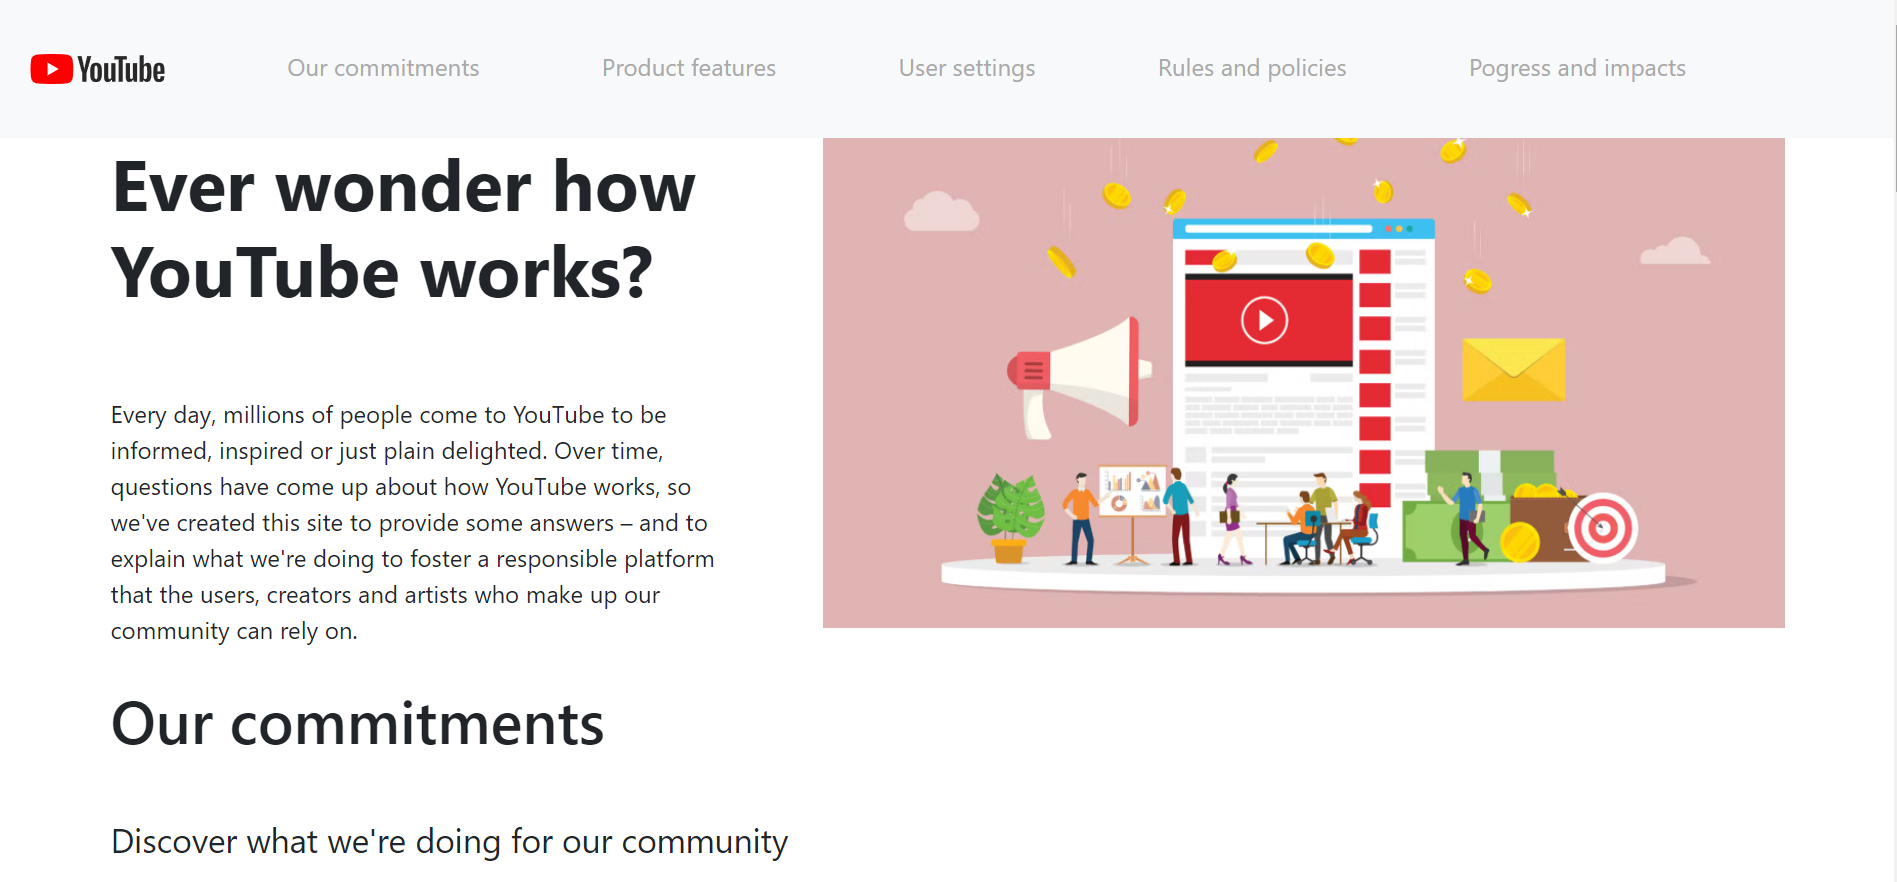 YouTube
Our commitments
Product features
User settings
Rules and policies
Pogress and impacts
Ever wonder how
YouTube works?
Every day, millions of people come to YouTube to be
informed, inspired or just plain delighted. Over time,
questions have come up about how YouTube works, so
we've created this site to provide some answers – and to
explain what we're doing to foster a responsible platform
that the users, creators and artists who make up our
community can rely on.
Our commitments
Discover what we're doing for our community